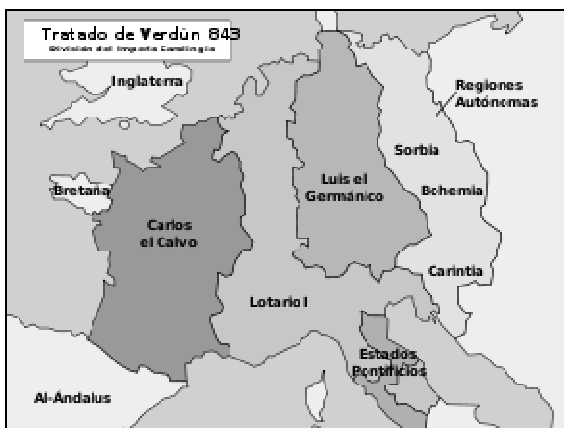 Tratado de Verdún 843
División del Imperio Carolingio
Inglaterra
Regiones
Autónomas
Sorbia
Bretaña
Luis el
Germánico
Bohemia
Carlos
el Calvo
Carintia
Lotario I
Estados
Pontificios
Al-Ándalus